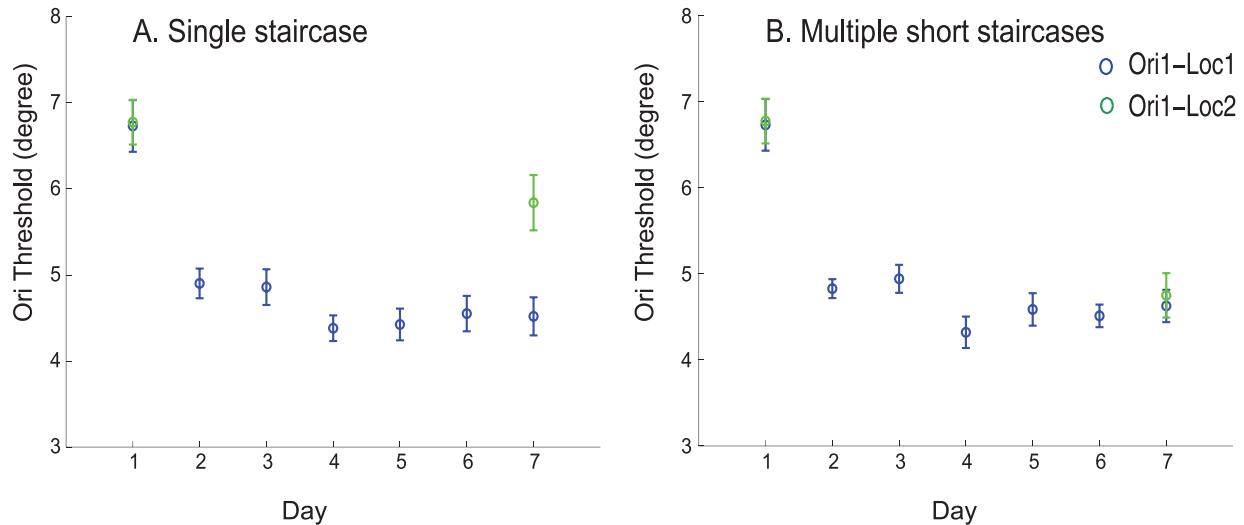 A. Single staircase
Ori Threshold (degree)
8
7
6
5
4
3
1 2 3 4 5 6 7
Day
B. Multiple short staircases
Ori1–Loc1
Ori1–Loc2
Ori Threshold (degree)
8
7
6
5
4
3
1 2 3 4 5 6 7
Day